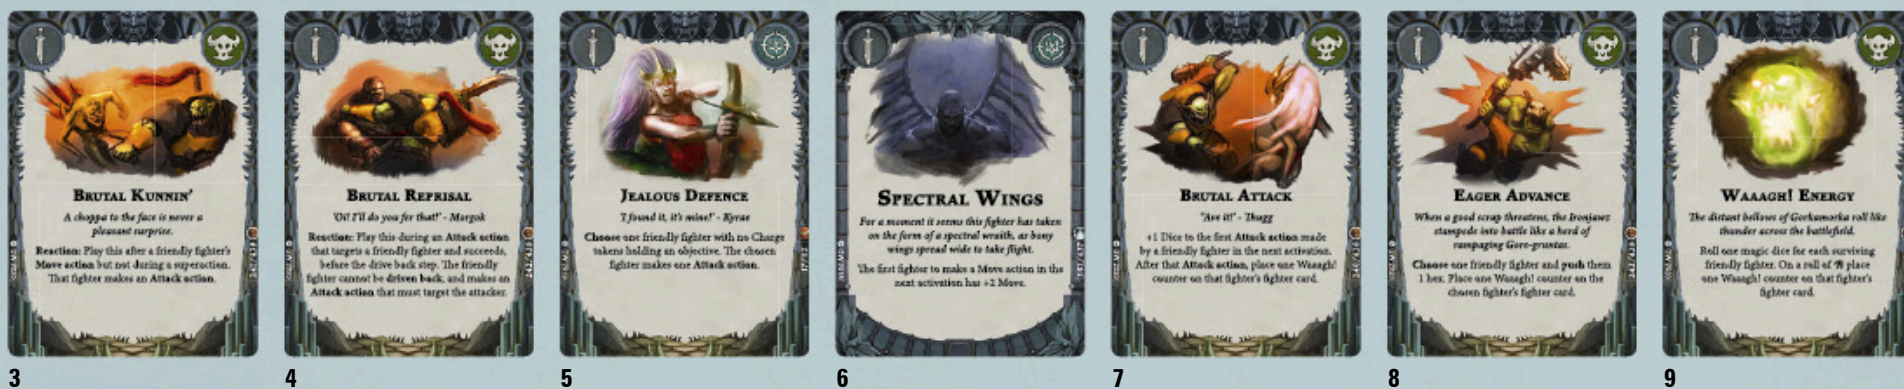 BRUTAL KUNNIN'
A choppa to the face is never a
pleasant surprise.
Reaction: Play this after a friendly fighter's
Move action but not during a superaction.
That fighter makes an Attack action.
3
BRUTAL REPRISAL
'Oi! I'll do you fer that!' - Morgok
Reaction: Play this during an Attack action
that targets a friendly fighter and succeeds,
before the drive back step. The friendly
fighter cannot be driven back, and makes an
Attack action that must target the attacker.
4
JEALOUS DEFENCE
'I found it, it's mine!' - Kyrae
Choose one friendly fighter with no Charge
tokens holding an objective. The chosen
fighter makes one Attack action.
5
SPECTRAL WINGS
For a moment it seems this fighter has taken
on the form of a spectral wraith, as bony
wings spread wide to take flight.
The first fighter to make a Move action in the
next activation has +2 Move.
6
BRUTAL ATTACK
'Ave it!' - Thugg
+1 Dice to the first Attack action made
by a friendly fighter in the next activation.
After that Attack action, place one Waaagh!
counter on that fighter's fighter card.
7
EAGER ADVANCE
When a good scrap threatens, the Ironjaws
stampede into battle like a herd of
rampaging Gore-gruntas.
Choose one friendly fighter and push them
1 hex. Place one Waaagh! counter on the
chosen fighter's fighter card.
8
WAAAGH! ENERGY
The distant bellows of Gorkamorka roll like
thunder across the battlefield.
Roll one magic dice for each surviving
friendly fighter. On a roll of place
one Waaagh! counter on that fighter's
fighter card.
9